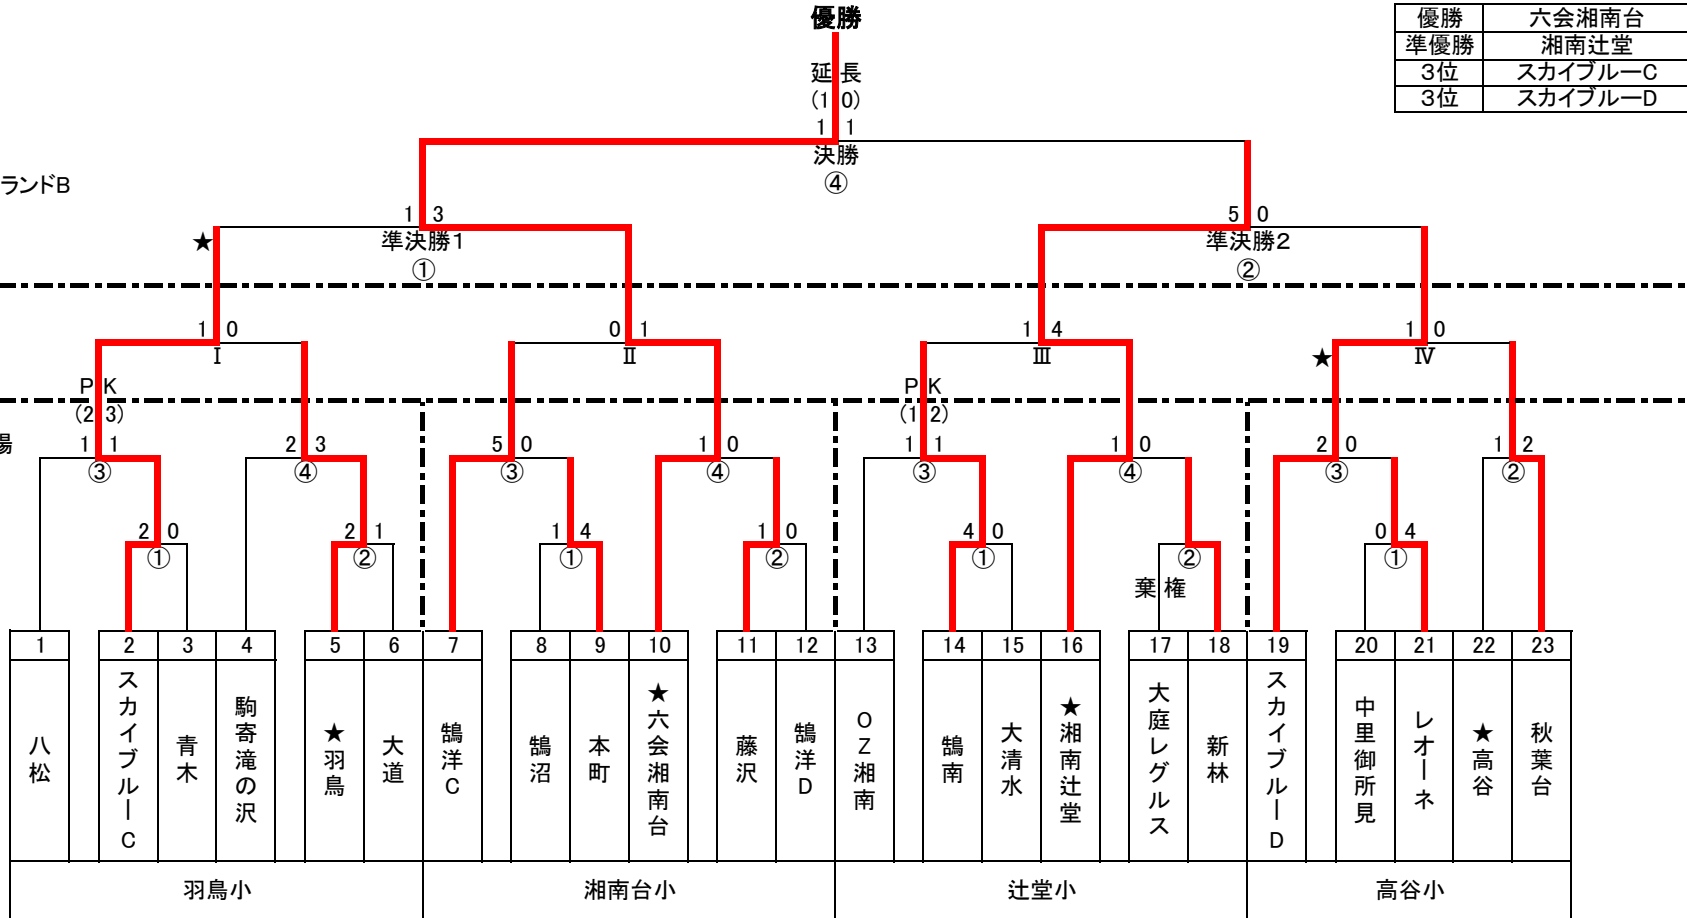 優勝
優勝 六会湘南台
準優勝 湘南辻堂
3位 スカイブルーC
3位 スカイブルーD
延長
(1 0)
1 1
決勝
④
ランドB
1 3
準決勝1
①
★
5 0
準決勝2
②
1 0
Ⅰ
0 1
Ⅱ
1 4
Ⅲ
1 0
Ⅳ
★
PK
(2 3)
PK
(1 2)
場
1 1
③
2 3
④
5 0
③
1 0
④
1 1
③
1 0
④
2 0
③
1 2
②
2 0
①
2 1
②
1 4
①
1 0
②
4 0
①
②
棄権
0 4
①
1 2 3 4 5 6 7 8 9 10 11 12 13 14 15 16 17 18 19 20 21 22 23
八松
スカイブルーC
青木
駒寄滝の沢
★羽鳥
大道
鵠洋C
鵠沼
本町
★六会湘南台
藤沢
鵠洋D
OZ湘南
鵠南
大清水
★湘南辻堂
大庭レグルス
新林
スカイブルーD
中里御所見
レオーネ
★高谷
秋葉台
羽鳥小 湘南台小 辻堂小 高谷小